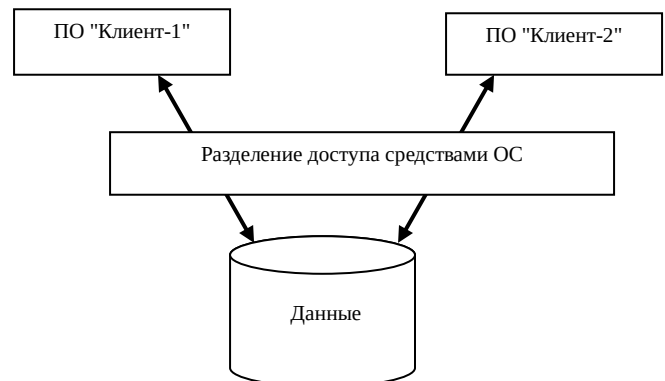 ПО "Клиент-1"
ПО "Клиент-2"
Разделение доступа средствами ОС
Данные